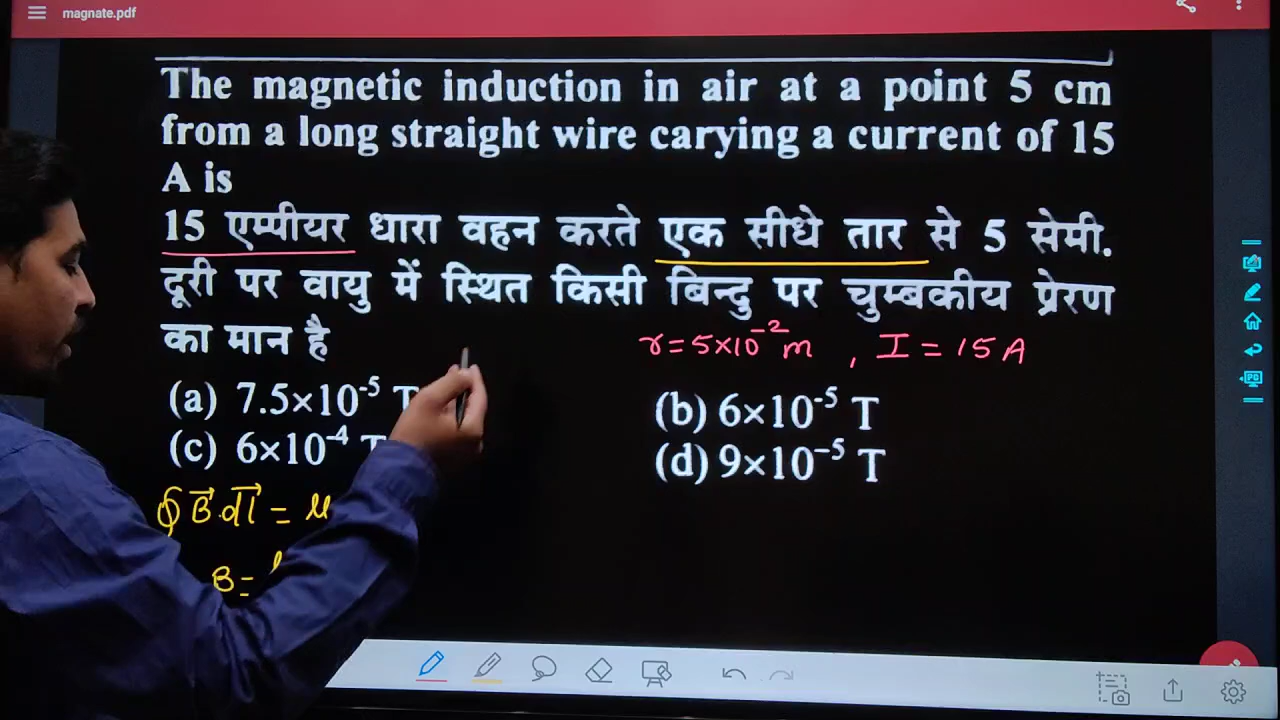 magnate.pdf
The magnetic induction in air at a point 5 cm
from a long straight wire carying a current of 15
A is
15 एम्पीयर धारा वहन करते एक सीधे तार से 5 सेमी.
दूरी पर वायु में स्थित किसी बिन्दु पर चुम्बकीय प्रेरण
का मान है
r = 5×10⁻² m , I = 15 A
(a) 7.5×10⁻⁵ T
(b) 6×10⁻⁵ T
(c) 6×10⁻⁴ T
(d) 9×10⁻⁵ T
∮ B⃗.dl⃗ = μ
B =